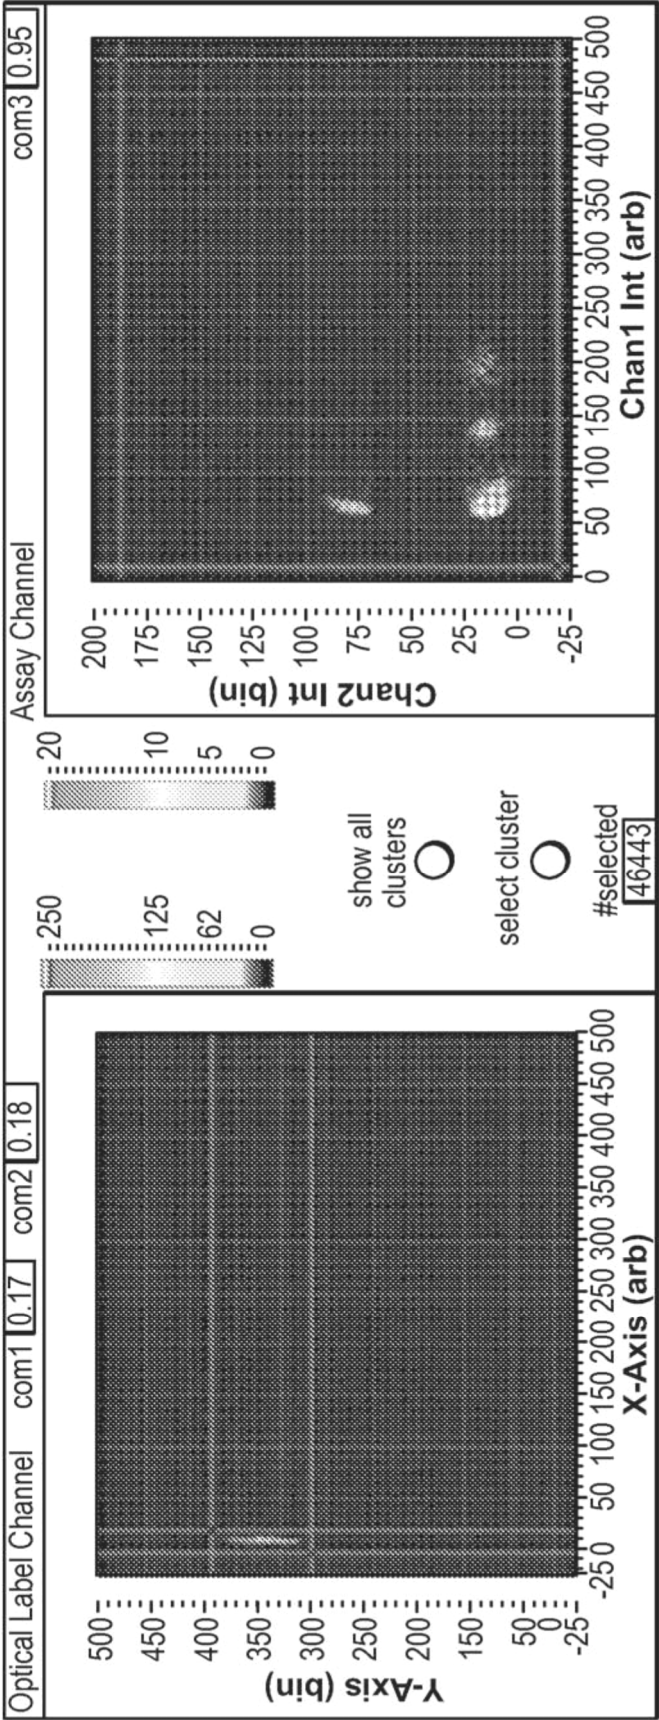 Optical Label Channel com1 0.17 com2 0.18
Assay Channel com3 0.95
500
450
400
350
300
250
200
150
50
0
-25
Y-Axis (bin)
-25 0 50 100 150 200 250 300 350 400 450 500
X-Axis (arb)
250
125
62
0
20
10
5
0
show all
clusters
select cluster
#selected
46443
200
175
150
125
100
75
50
25
0
-25
Chan2 Int (bin)
0 50 100 150 200 250 300 350 400 450 500
Chan1 Int (arb)